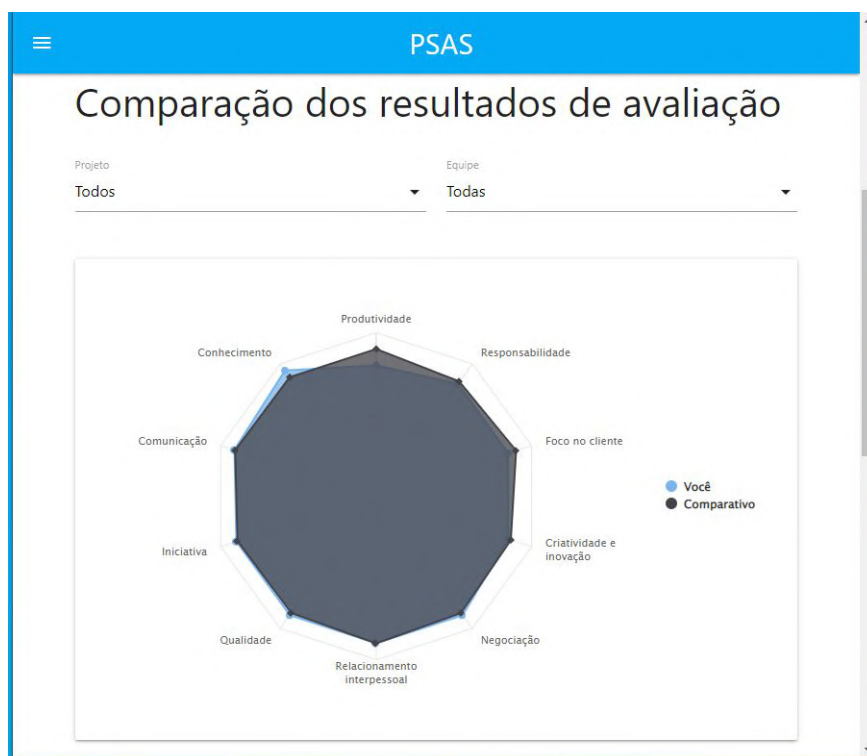 PSAS
Comparação dos resultados de avaliação
Projeto
Equipe
Todos
Todas
Produtividade
Conhecimento
Responsabilidade
Comunicação
Foco no cliente
Você
Comparativo
Iniciativa
Criatividade e
inovação
Qualidade
Negociação
Relacionamento
interpessoal